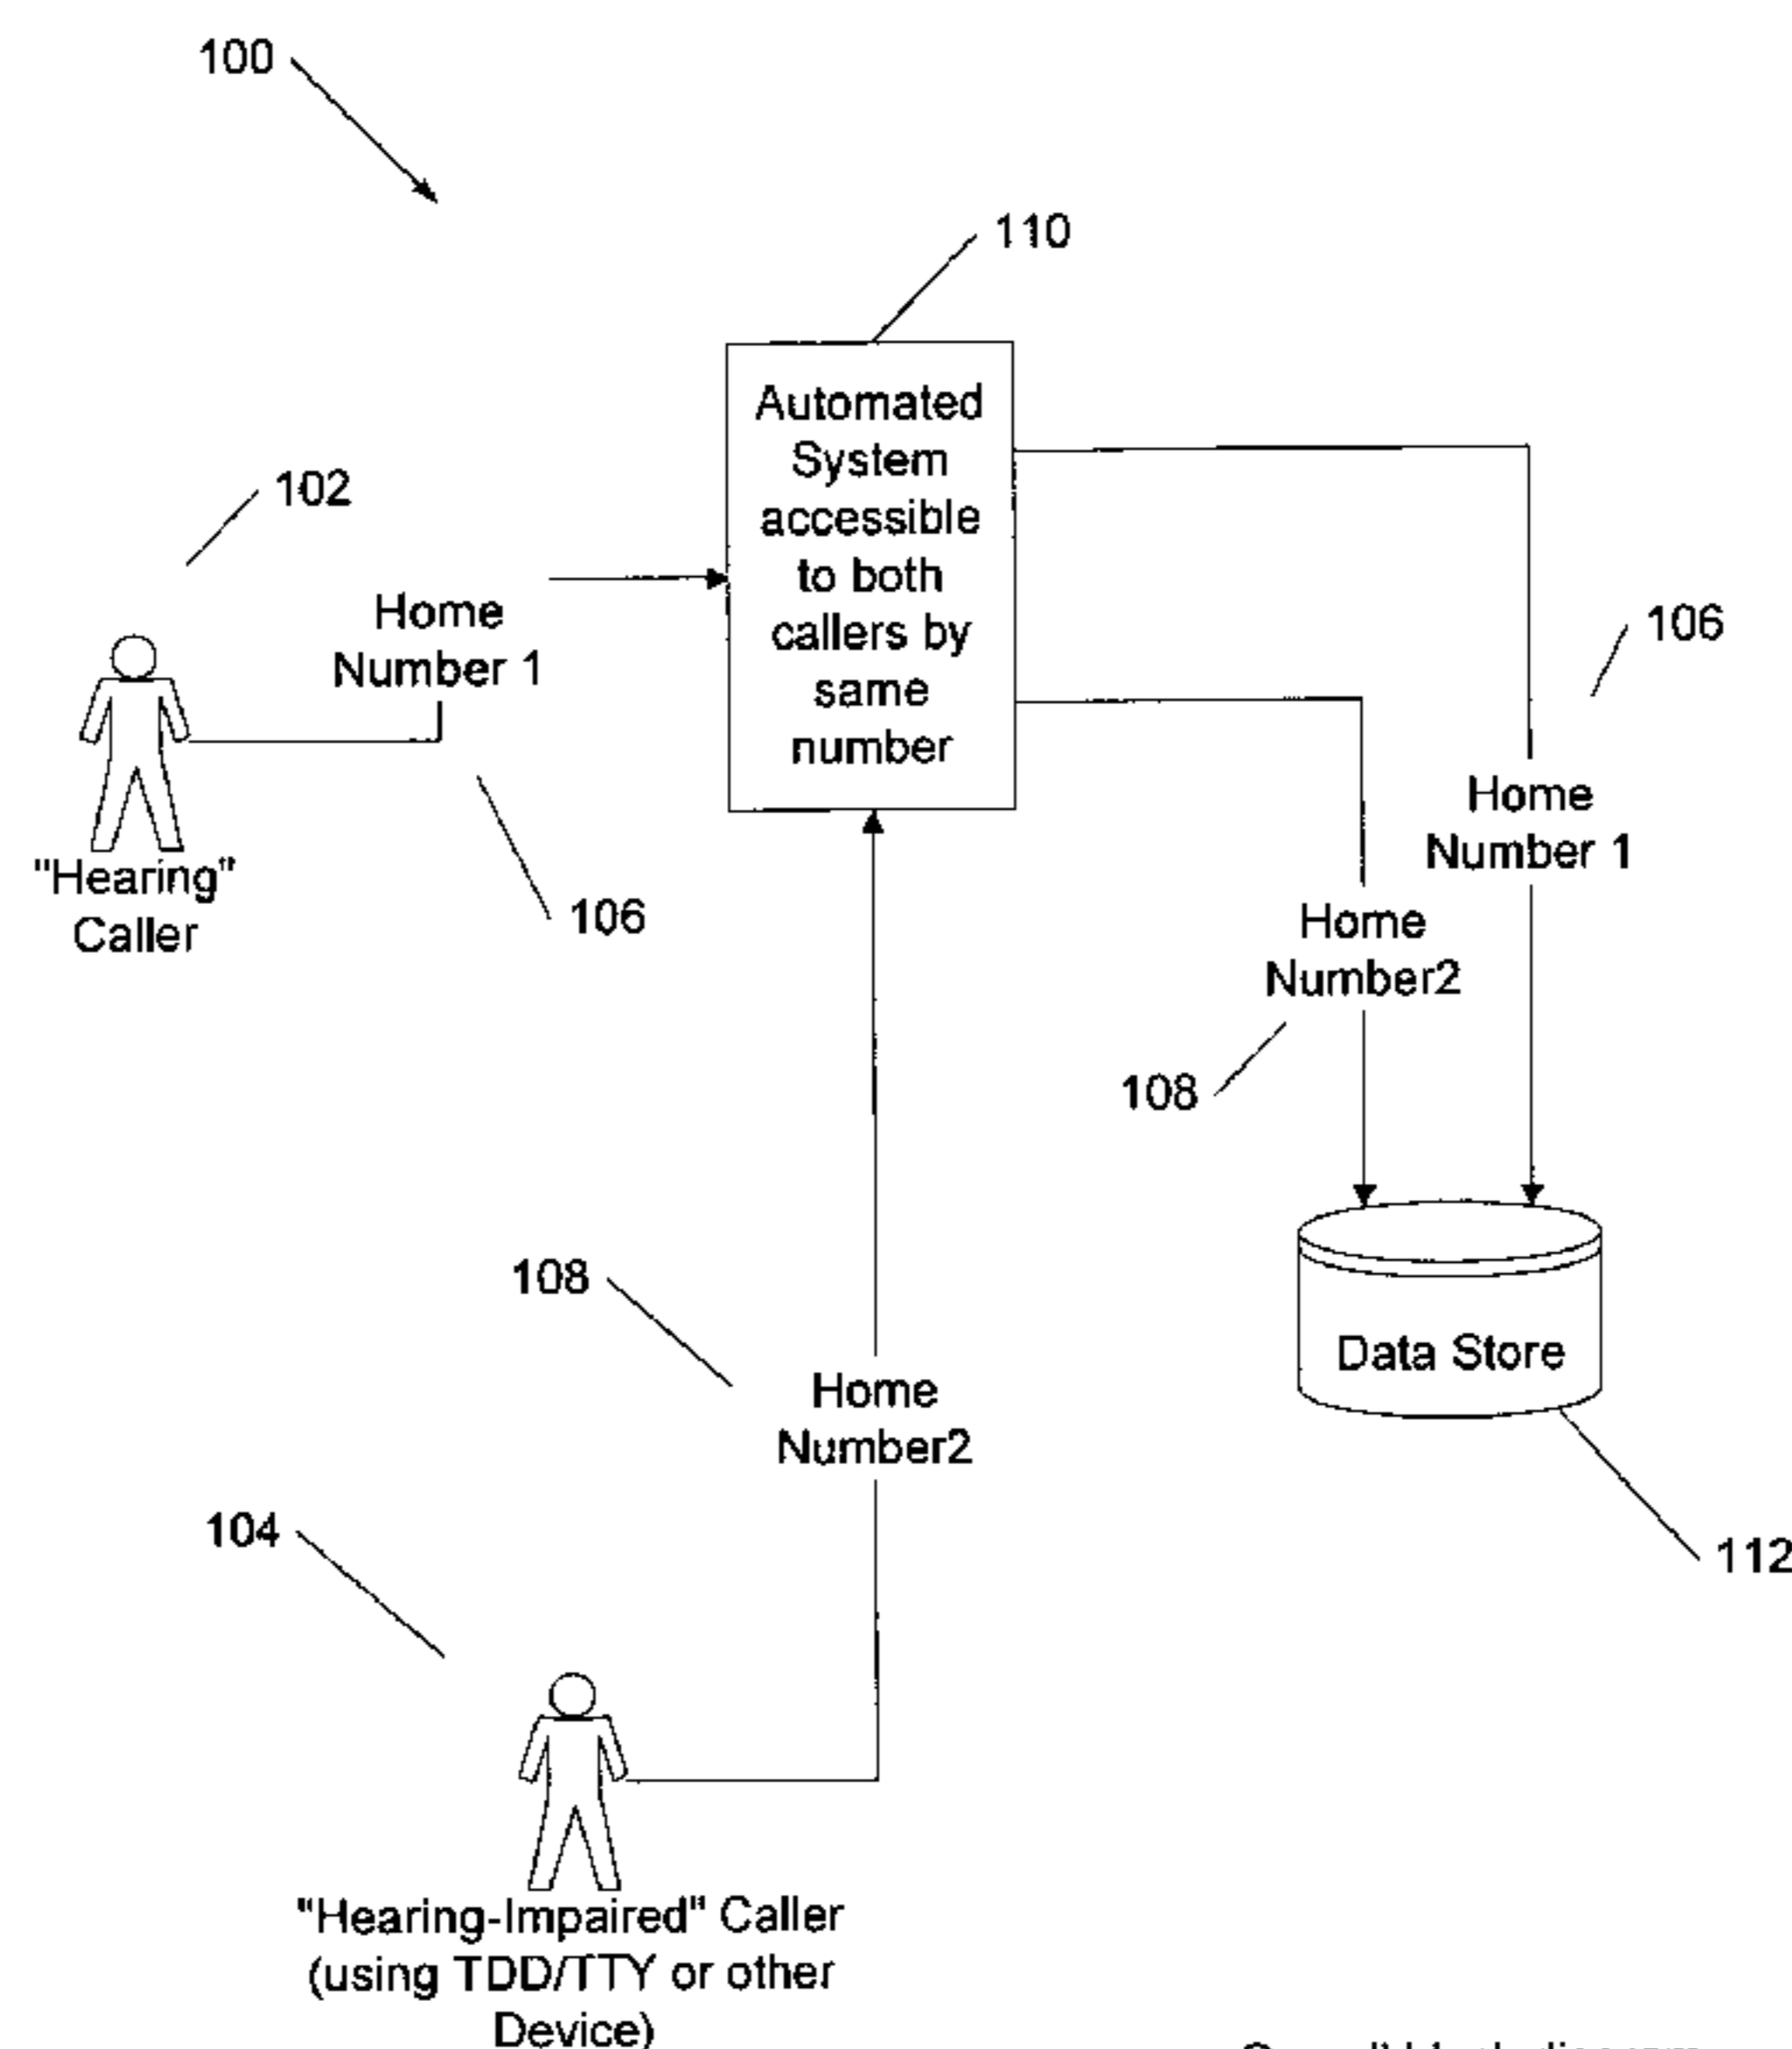 100
110
Automated
System
accessible
to both
callers by
same
number
102
Home
Number 1
106
"Hearing"
Caller
106
Home
Number 1
Home
Number2
108
108
Home
Number2
Data Store
112
104
"Hearing-Impaired" Caller
(using TDD/TTY or other
Device)